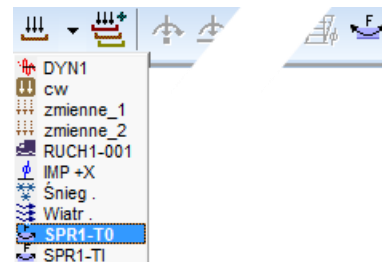 F
DYN1
cw
zmienne_1
zmienne_2
RUCH1-001
IMP +X
Śnieg .
Wiatr .
SPR1-T0
SPR1-TI